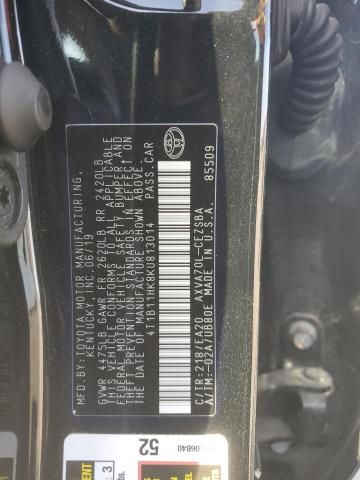 MFD. BY: TOYOTA MOTOR MANUFACTURING,
KENTUCKY, INC. 06/19
GVWR 4475LB GAWR FR 2620LB RR 2420LB
THIS VEHICLE CONFORMS TO ALL APPLICABLE
FEDERAL MOTOR VEHICLE SAFETY, BUMPER, AND
THEFT PREVENTION STANDARDS IN EFFECT ON THE
DATE OF MANUFACTURE SHOWN ABOVE.
4T1B11HK8KU813014 PASS. CAR
C/TR: 218/EA20 AXVA70L-CEZSBA
A/TM: -02A/UB80E MADE IN U.S.A.
85509
-06B40
52